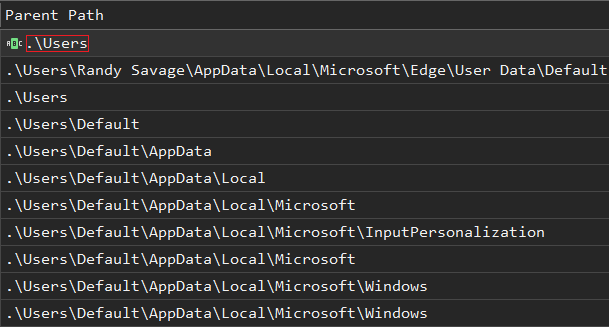 Parent Path
.\Users
.\Users\Randy Savage\AppData\Local\Microsoft\Edge\User Data\Default
.\Users
.\Users\Default
.\Users\Default\AppData
.\Users\Default\AppData\Local
.\Users\Default\AppData\Local\Microsoft
.\Users\Default\AppData\Local\Microsoft\InputPersonalization
.\Users\Default\AppData\Local\Microsoft
.\Users\Default\AppData\Local\Microsoft\Windows
.\Users\Default\AppData\Local\Microsoft\Windows